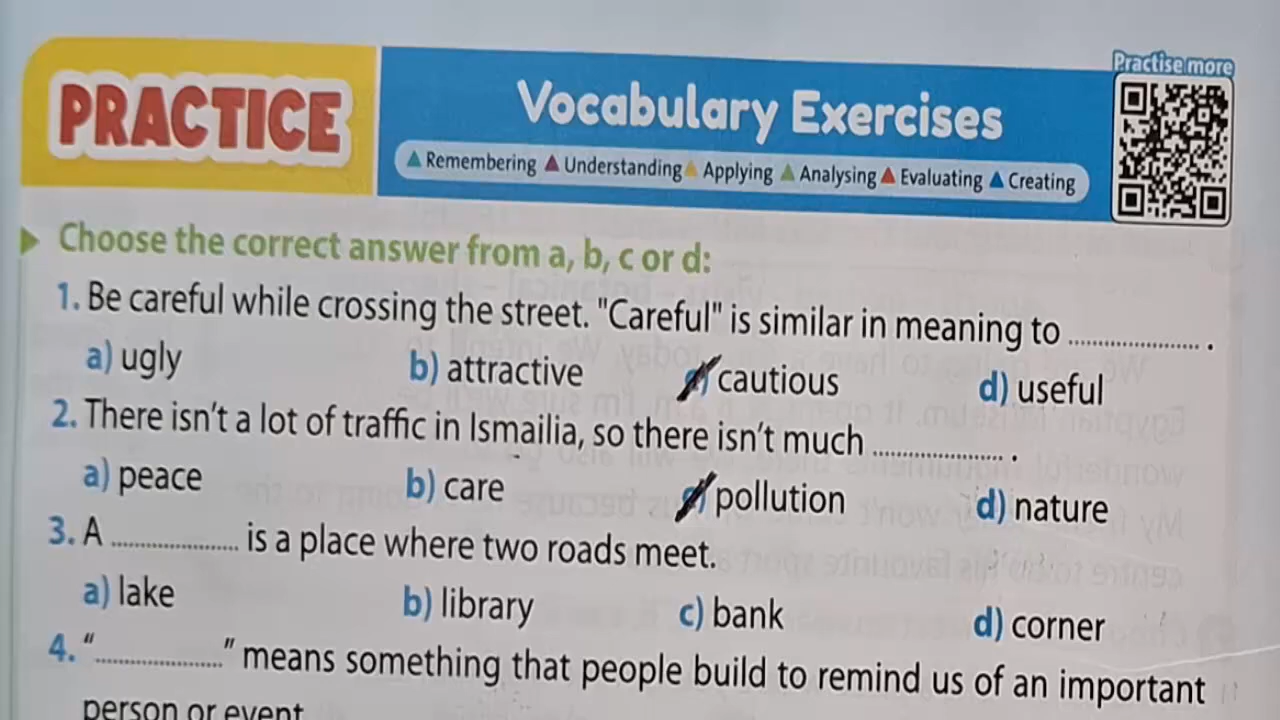 Practise more
PRACTICE
Vocabulary Exercises
Remembering Understanding Applying Analysing Evaluating Creating
Choose the correct answer from a, b, c or d:
1. Be careful while crossing the street. "Careful" is similar in meaning to .................... .
a) ugly b) attractive c) cautious d) useful
2. There isn't a lot of traffic in Ismailia, so there isn't much .................... .
a) peace b) care c) pollution d) nature
3. A .................... is a place where two roads meet.
a) lake b) library c) bank d) corner
4. "...................." means something that people build to remind us of an important
person or event